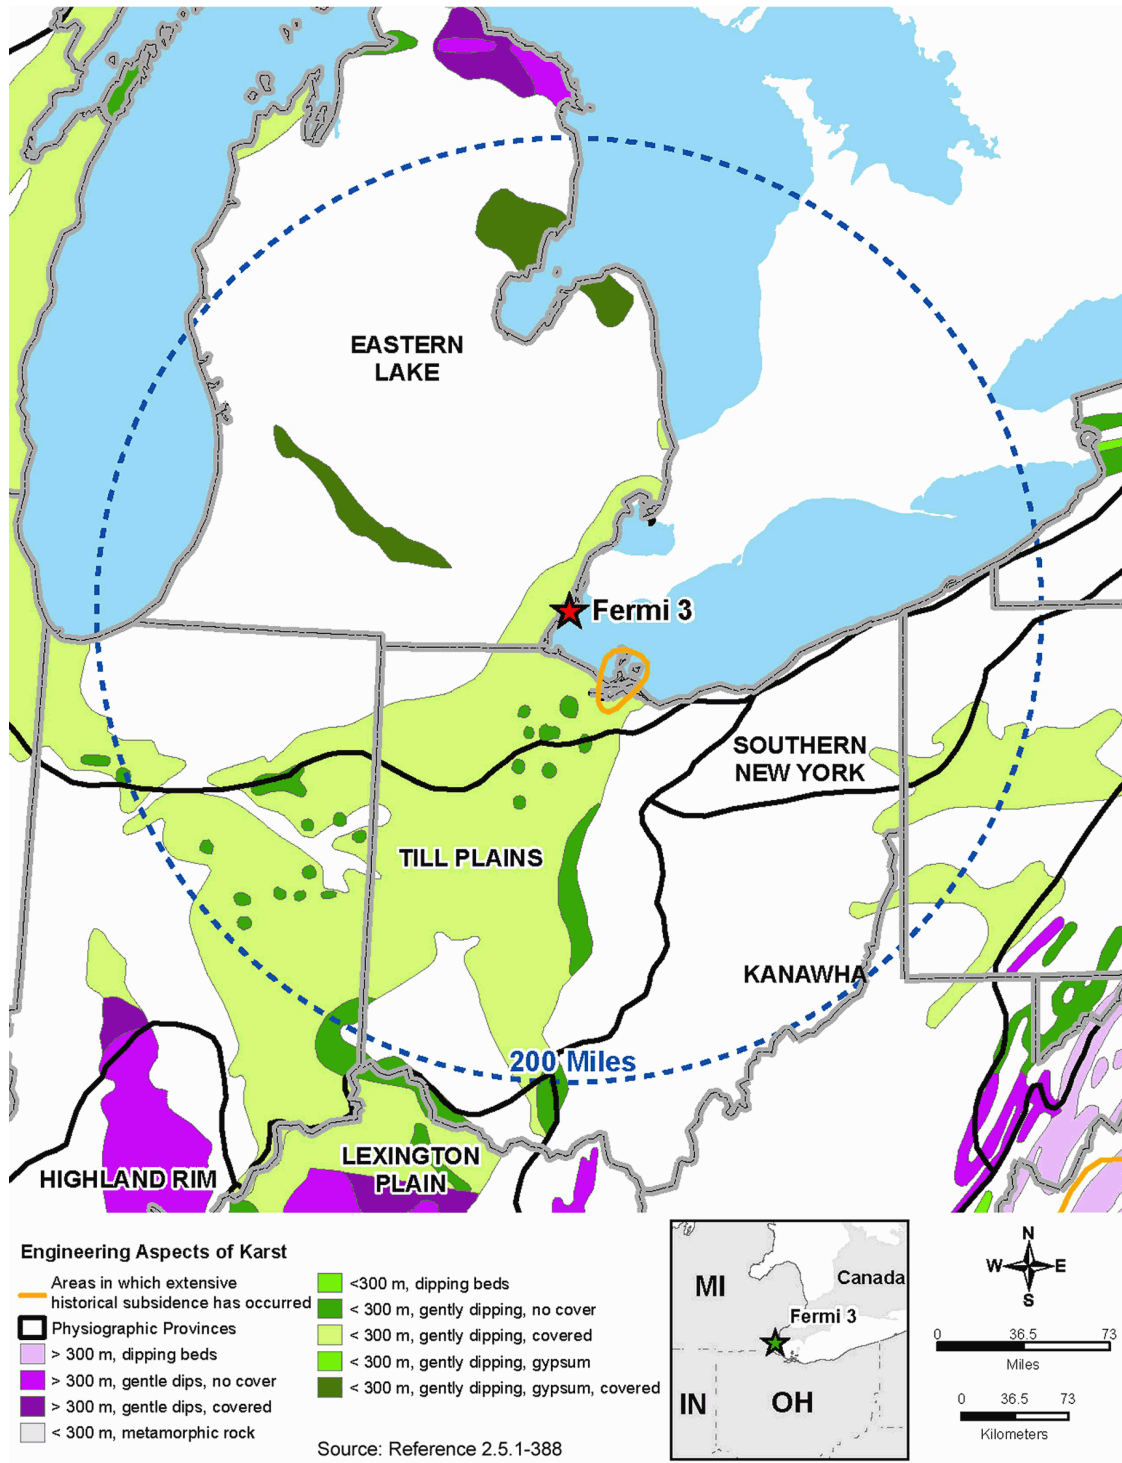 EASTERN
LAKE
Fermi 3
SOUTHERN
NEW YORK
TILL PLAINS
KANAWHA
200 Miles
HIGHLAND RIM
LEXINGTON
PLAIN
Engineering Aspects of Karst
Areas in which extensive
historical subsidence has occurred
Physiographic Provinces
> 300 m, dipping beds
> 300 m, gentle dips, no cover
> 300 m, gentle dips, covered
< 300 m, metamorphic rock
<300 m, dipping beds
< 300 m, gently dipping, no cover
< 300 m, gently dipping, covered
< 300 m, gently dipping, gypsum
< 300 m, gently dipping, gypsum, covered
Source: Reference 2.5.1-388
MI
Canada
Fermi 3
IN
OH
N
W E
S
0 36.5 73
Miles
0 36.5 73
Kilometers